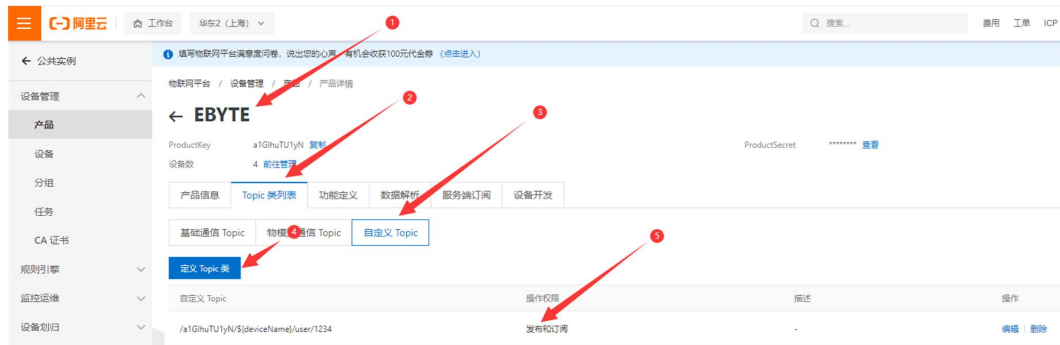 阿里云 工作台 华东2（上海） 搜索... 费用 工单 ICP
公共实例
填写物联网平台满意度问卷，说出您的心声，有机会收获100元代金券 （点击进入）
物联网平台 / 设备管理 / 产品 / 产品详情
设备管理
产品
设备
分组
任务
CA 证书
规则引擎
监控运维
设备划归
EBYTE
ProductKey a1GlhuTU1yN 复制 ProductSecret ******** 查看
设备数 4 前往管理
产品信息 Topic 类列表 功能定义 数据解析 服务端订阅 设备开发
基础通信 Topic 物模型通信 Topic 自定义 Topic
定义 Topic 类
自定义 Topic 操作权限 描述 操作
/a1GlhuTU1yN/${deviceName}/user/1234 发布和订阅 - 编辑 删除
1
2
3
4
5